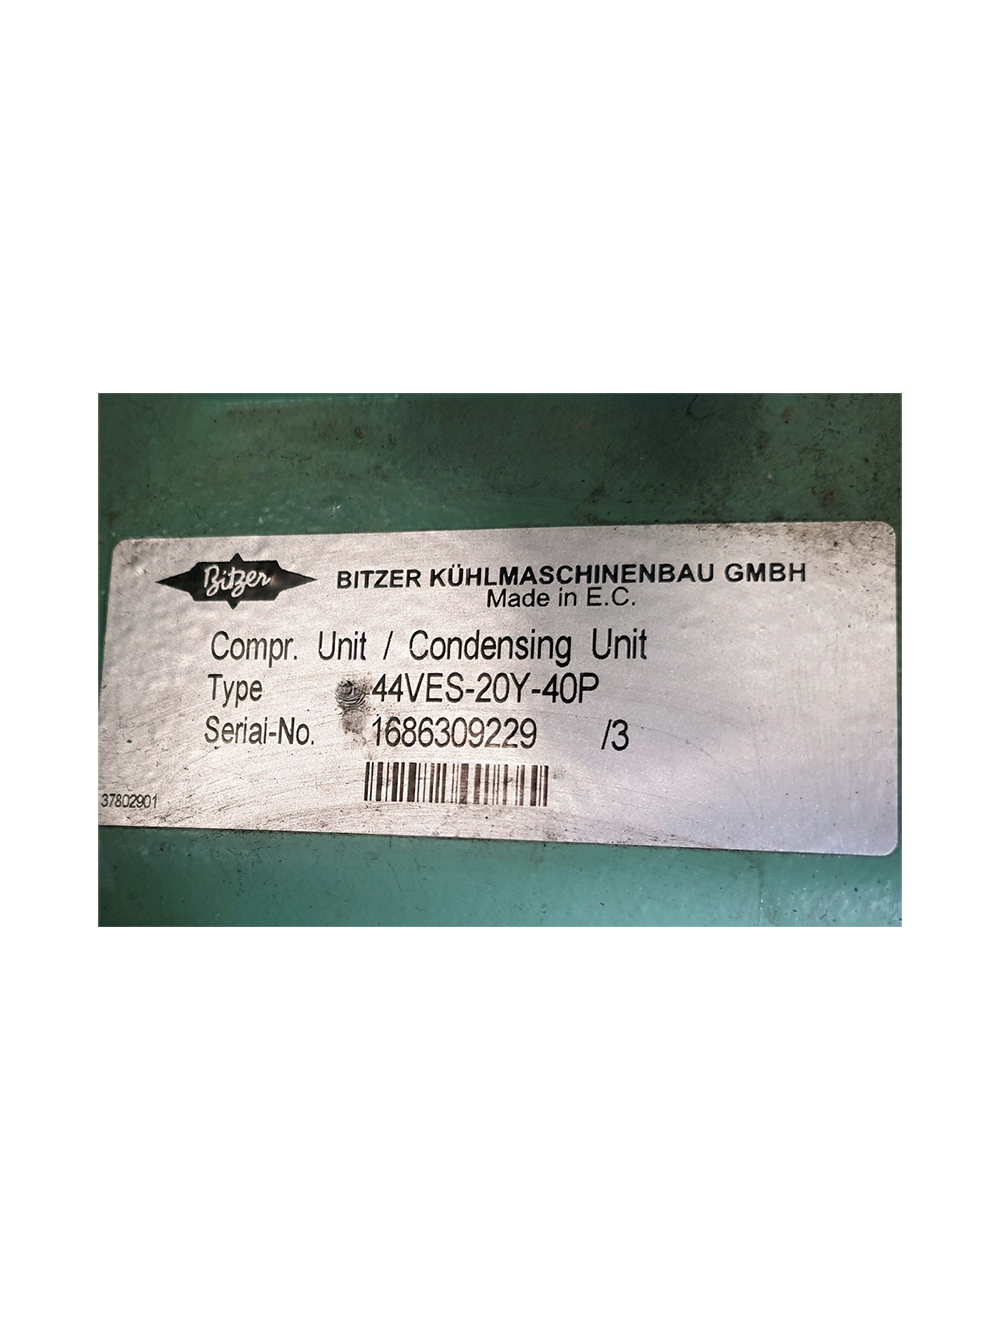 Bitzer BITZER KÜHLMASCHINENBAU GMBH
Made in E.C.
Compr. Unit / Condensing Unit
Type 44VES-20Y-40P
Serial-No. 1686309229 /3
37802901